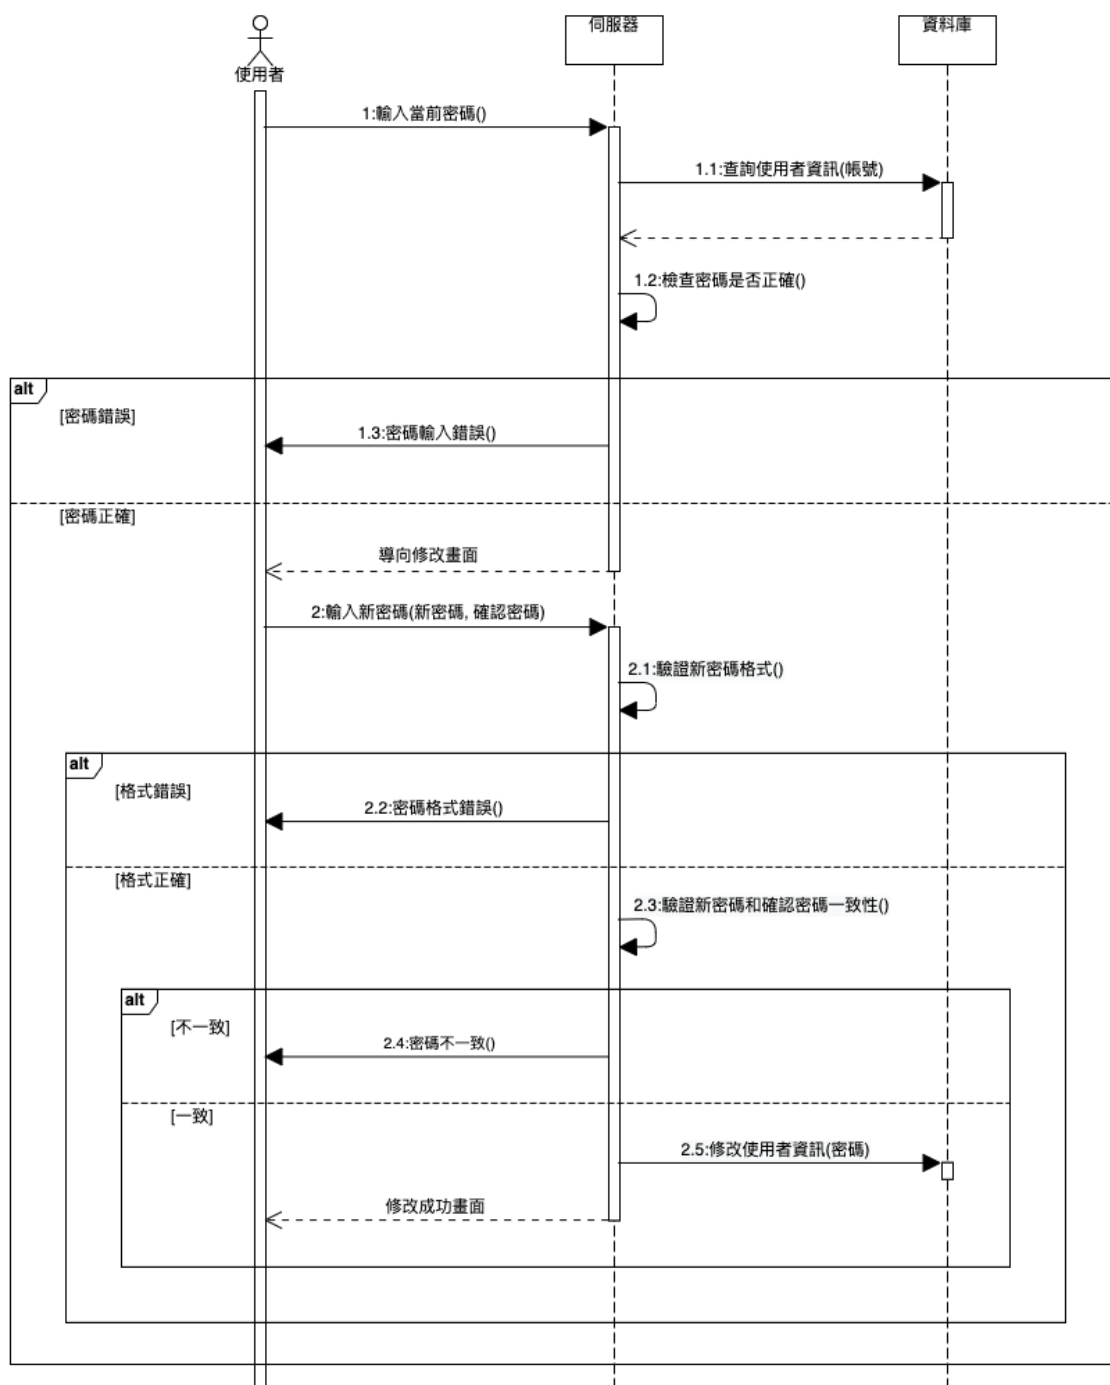 使用者
伺服器
資料庫
1:輸入當前密碼()
1.1:查詢使用者資訊(帳號)
1.2:檢查密碼是否正確()
alt
[密碼錯誤]
1.3:密碼輸入錯誤()
[密碼正確]
導向修改畫面
2:輸入新密碼(新密碼, 確認密碼)
2.1:驗證新密碼格式()
alt
[格式錯誤]
2.2:密碼格式錯誤()
[格式正確]
2.3:驗證新密碼和確認密碼一致性()
alt
[不一致]
2.4:密碼不一致()
[一致]
2.5:修改使用者資訊(密碼)
修改成功畫面